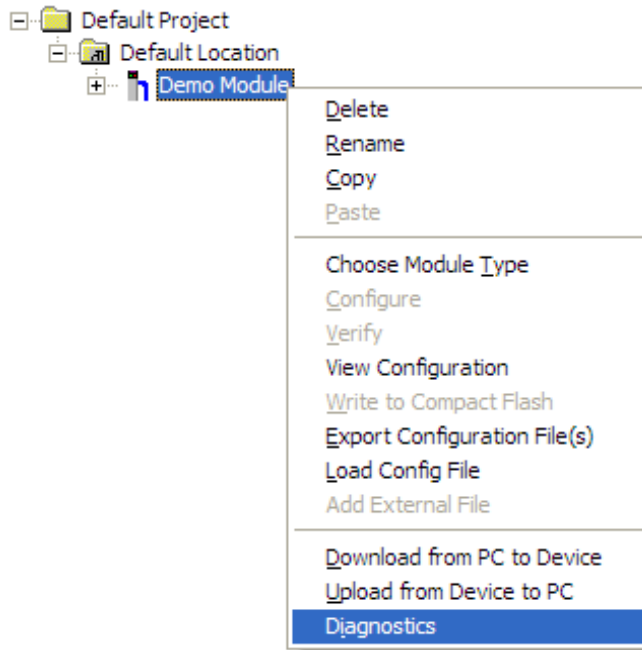 Default Project
Default Location
Demo Module
Delete
Rename
Copy
Paste
Choose Module Type
Configure
Verify
View Configuration
Write to Compact Flash
Export Configuration File(s)
Load Config File
Add External File
Download from PC to Device
Upload from Device to PC
Diagnostics